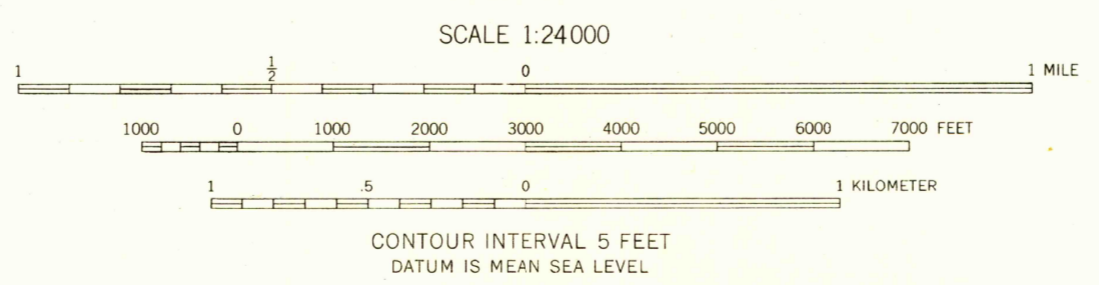 SCALE 1:24000
1 1/2 0 1 MILE
1000 0 1000 2000 3000 4000 5000 6000 7000 FEET
1 .5 0 1 KILOMETER
CONTOUR INTERVAL 5 FEET
DATUM IS MEAN SEA LEVEL